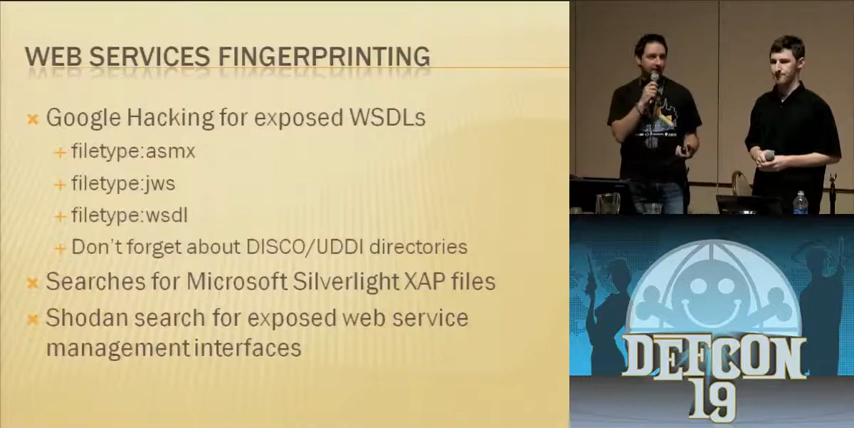 WEB SERVICES FINGERPRINTING
Google Hacking for exposed WSDLs
filetype:asmx
filetype:jws
filetype:wsdl
Don't forget about DISCO/UDDI directories
Searches for Microsoft Silverlight XAP files
Shodan search for exposed web service
management interfaces
DEFCON
19